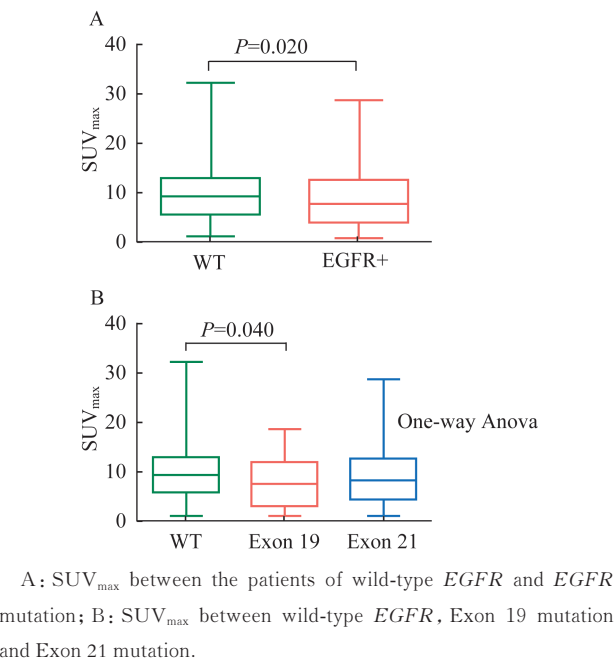 A
P=0.020
SUVmax
40
30
20
10
0
WT EGFR+
B
P=0.040
SUVmax
40
30
20
10
0
One-way Anova
WT Exon 19 Exon 21
A: SUVmax between the patients of wild-type EGFR and EGFR
mutation; B: SUVmax between wild-type EGFR, Exon 19 mutation
and Exon 21 mutation.